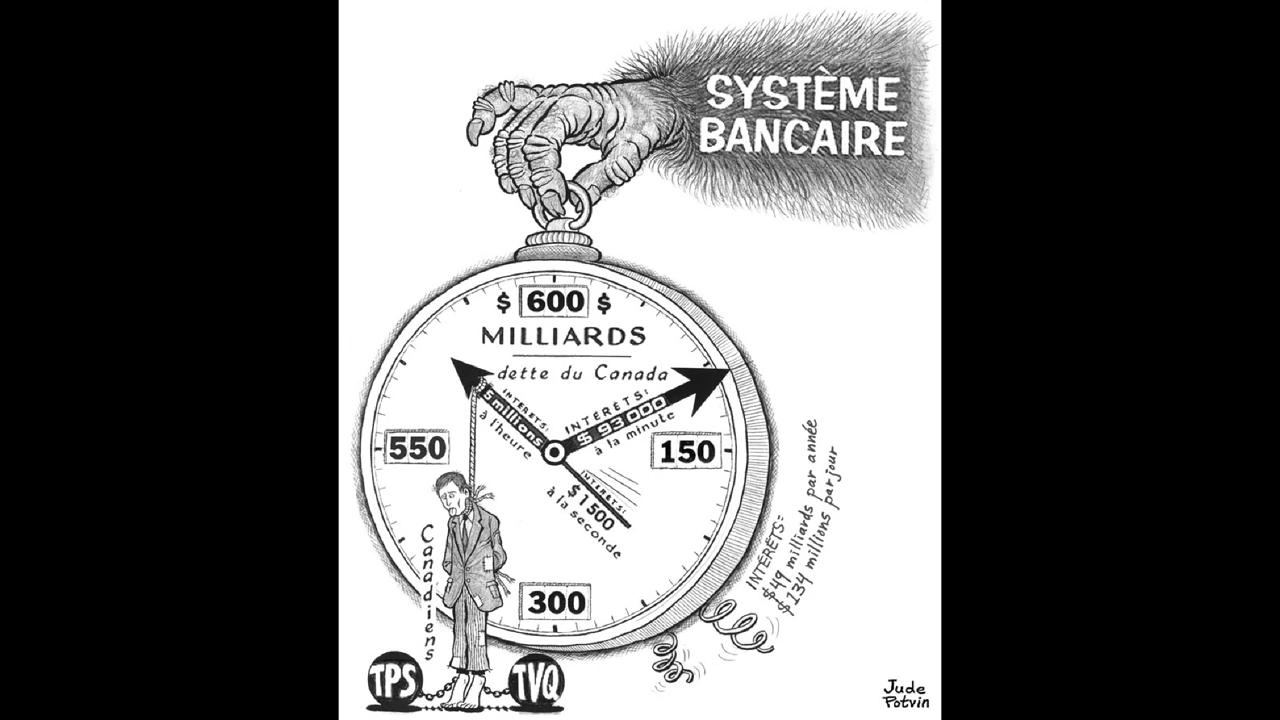 SYSTÈME
BANCAIRE
$ 600 $
MILLIARDS
dette du Canada
INTÉRÊTS:
5 millions
à l'heure
INTÉRÊTS:
$ 93 000
à la minute
550
150
INTÉRÊTS:
$ 1 500
à la seconde
300
INTÉRÊTS:
$ 49 milliards par année
$ 134 millions par jour
Canadiens
TPS
TVQ
Jude
Potvin